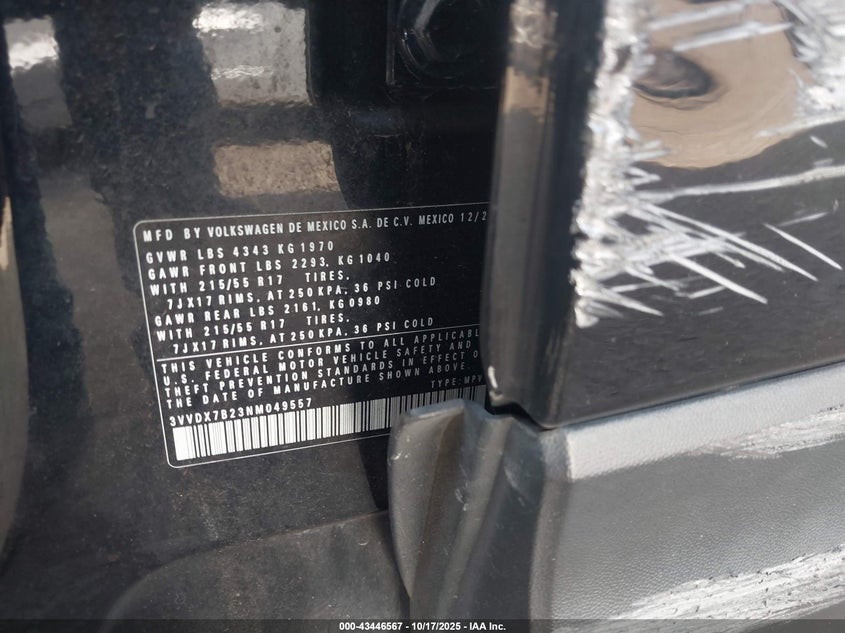 MFD BY VOLKSWAGEN DE MEXICO S.A. DE C.V. MEXICO 12/2
GVWR LBS 4343 KG 1970
GAWR FRONT LBS 2293, KG 1040
WITH 215/55 R17 TIRES,
7JX17 RIMS, AT 250 KPA, 36 PSI COLD
GAWR REAR LBS 2161, KG 0980
WITH 215/55 R17 TIRES,
7JX17 RIMS, AT 250 KPA, 36 PSI COLD
THIS VEHICLE CONFORMS TO ALL APPLICABLE
U.S. FEDERAL MOTOR VEHICLE SAFETY AND
THEFT PREVENTION STANDARDS IN EFFECT O
THE DATE OF MANUFACTURE SHOWN ABOVE.
3VVDX7B23NM049557 TYPE: MPV
000-43446567 - 10/17/2025 - IAA Inc.